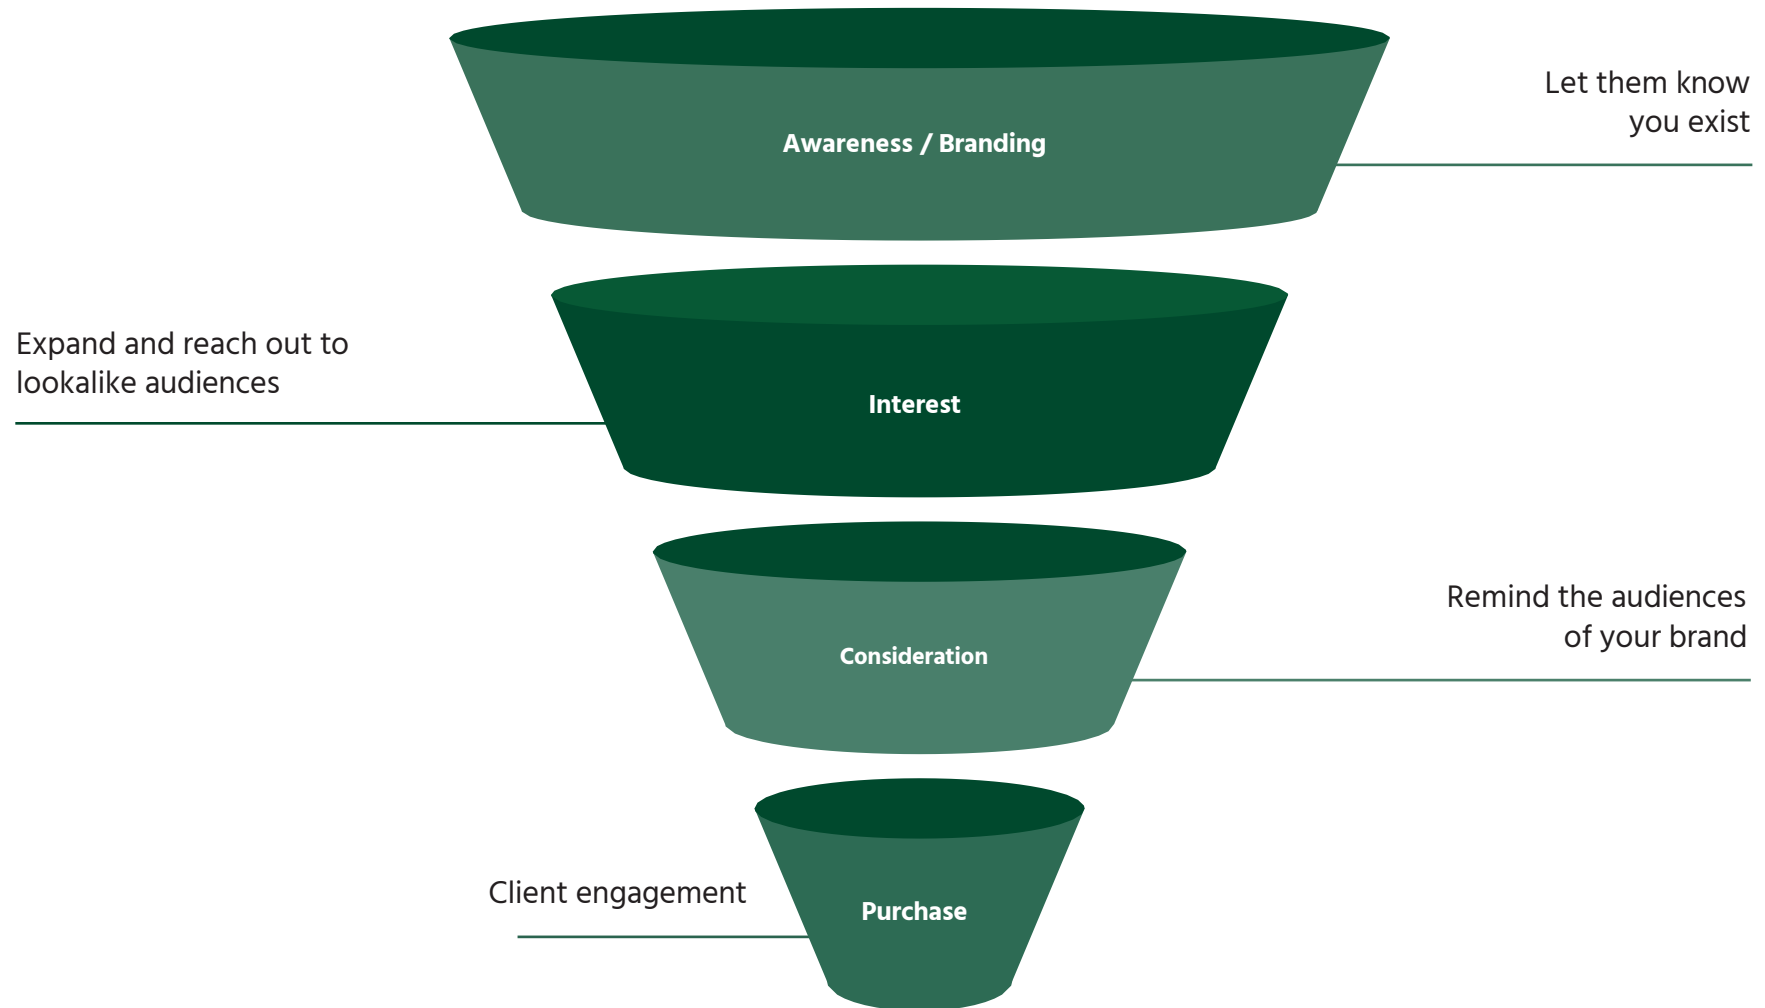 Let them know
you exist
Awareness / Branding
Expand and reach out to
lookalike audiences
Interest
Remind the audiences
of your brand
Consideration
Client engagement
Purchase